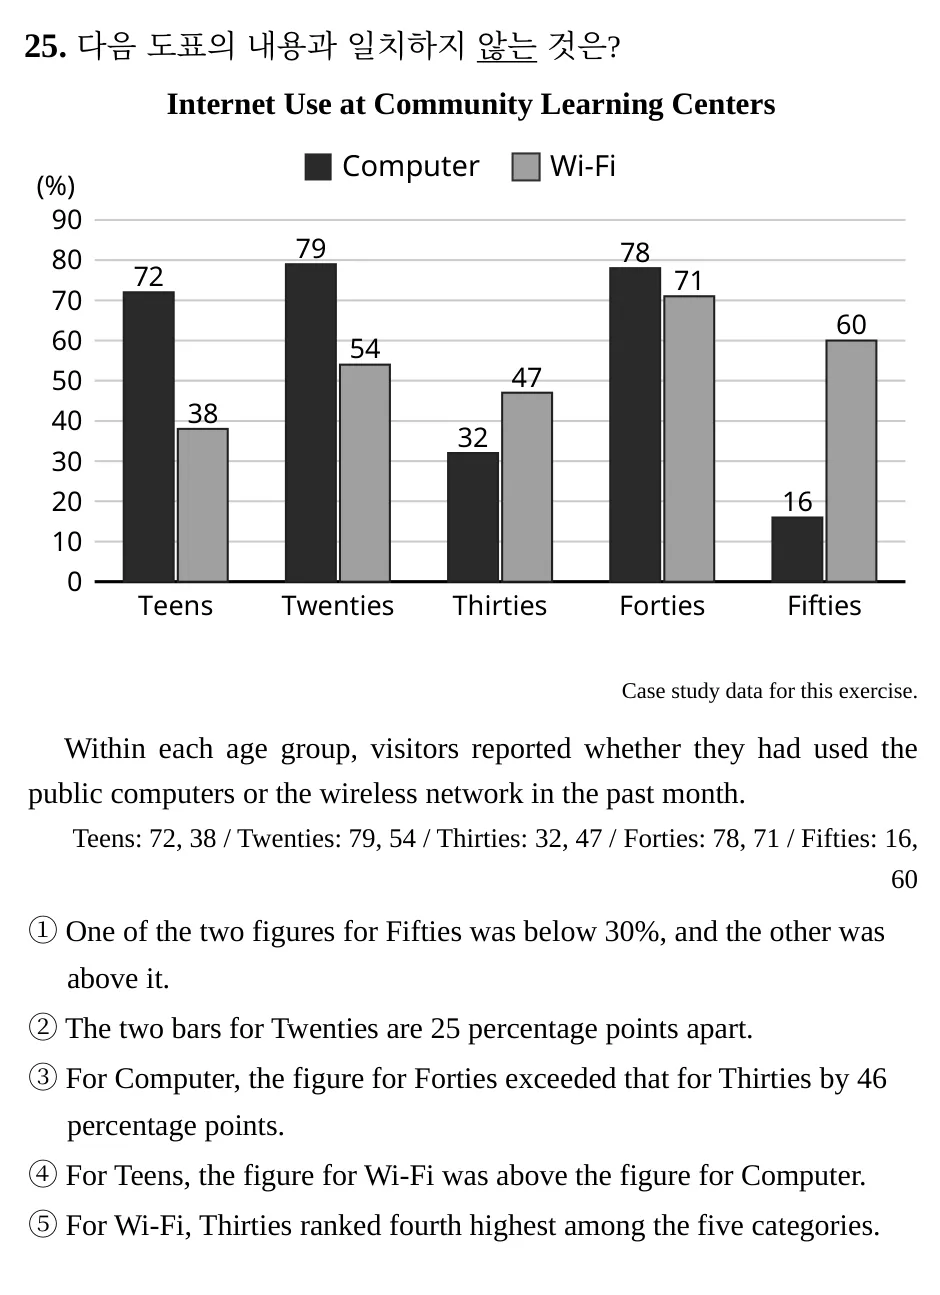 25. 다음 도표의 내용과 일치하지 않는 것은?
Internet Use at Community Learning Centers
Computer Wi-Fi
(%)
90
80
70
60
50
40
30
20
10
0
72 38 79 54 32 47 78 71 16 60
Teens Twenties Thirties Forties Fifties
Case study data for this exercise.
Within each age group, visitors reported whether they had used the
public computers or the wireless network in the past month.
Teens: 72, 38 / Twenties: 79, 54 / Thirties: 32, 47 / Forties: 78, 71 / Fifties: 16,
60
① One of the two figures for Fifties was below 30%, and the other was
above it.
② The two bars for Twenties are 25 percentage points apart.
③ For Computer, the figure for Forties exceeded that for Thirties by 46
percentage points.
④ For Teens, the figure for Wi-Fi was above the figure for Computer.
⑤ For Wi-Fi, Thirties ranked fourth highest among the five categories.